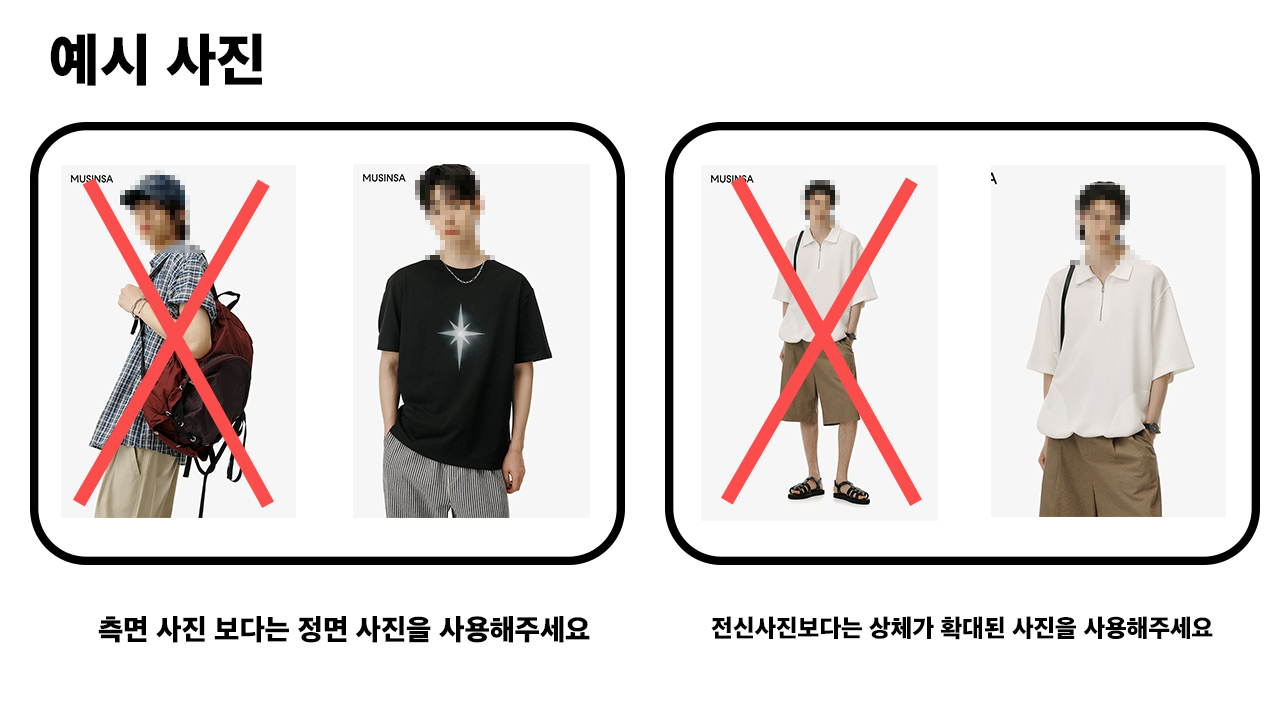 예시 사진
MUSINSA
MUSINSA
MUSINSA
A
측면 사진 보다는 정면 사진을 사용해주세요
전신사진보다는 상체가 확대된 사진을 사용해주세요